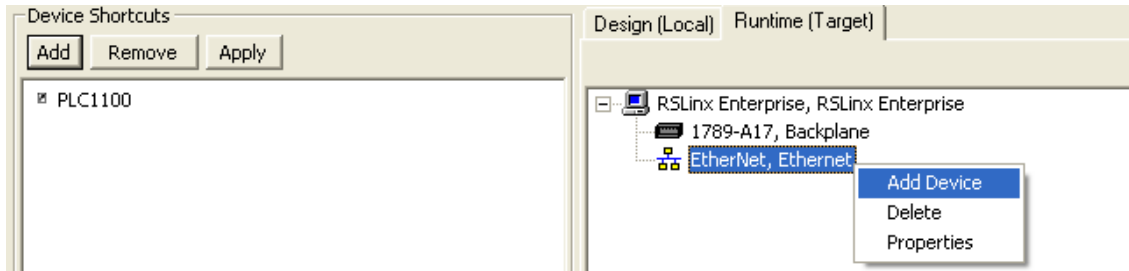 Device Shortcuts
Add Remove Apply
PLC1100
Design (Local) Runtime (Target)
RSLinx Enterprise, RSLinx Enterprise
1789-A17, Backplane
EtherNet, Ethernet
Add Device
Delete
Properties